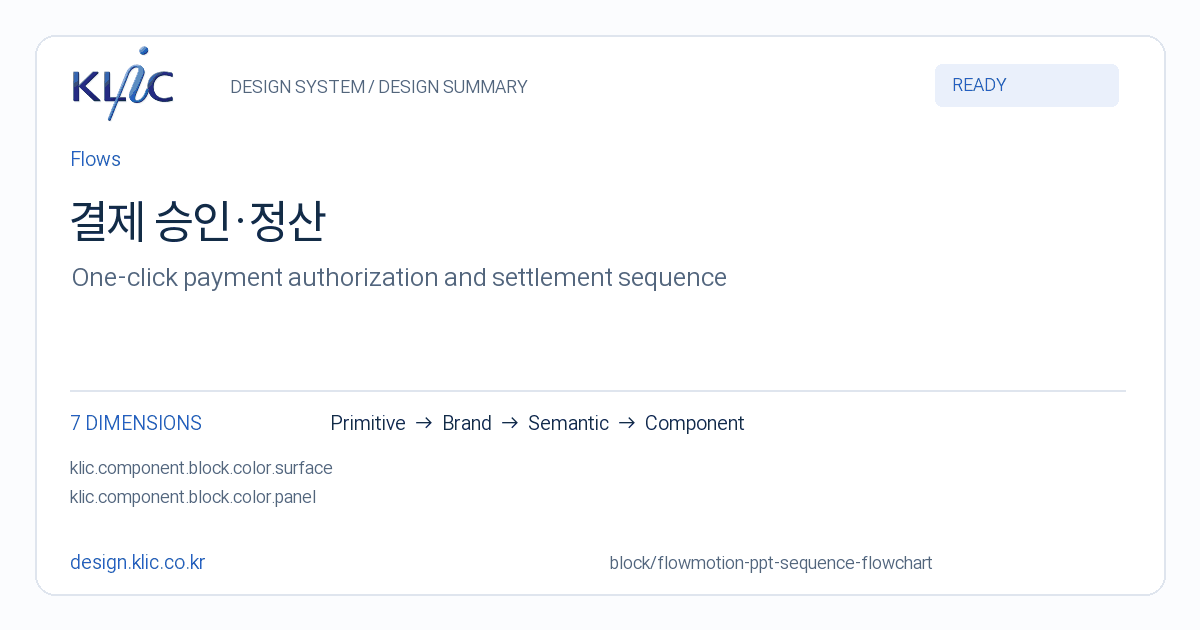 KLIC
DESIGN SYSTEM / DESIGN SUMMARY
READY
Flows
결제 승인·정산
One-click payment authorization and settlement sequence
7 DIMENSIONS
Primitive → Brand → Semantic → Component
klic.component.block.color.surface
klic.component.block.color.panel
design.klic.co.kr
block/flowmotion-ppt-sequence-flowchart